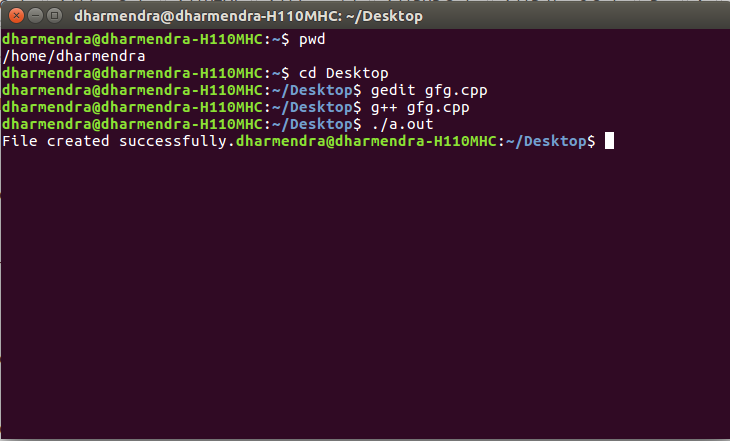 dharmendra@dharmendra-H110MHC: ~/Desktop
dharmendra@dharmendra-H110MHC:~$ pwd
/home/dharmendra
dharmendra@dharmendra-H110MHC:~$ cd Desktop
dharmendra@dharmendra-H110MHC:~/Desktop$ gedit gfg.cpp
dharmendra@dharmendra-H110MHC:~/Desktop$ g++ gfg.cpp
dharmendra@dharmendra-H110MHC:~/Desktop$ ./a.out
File created successfully.dharmendra@dharmendra-H110MHC:~/Desktop$